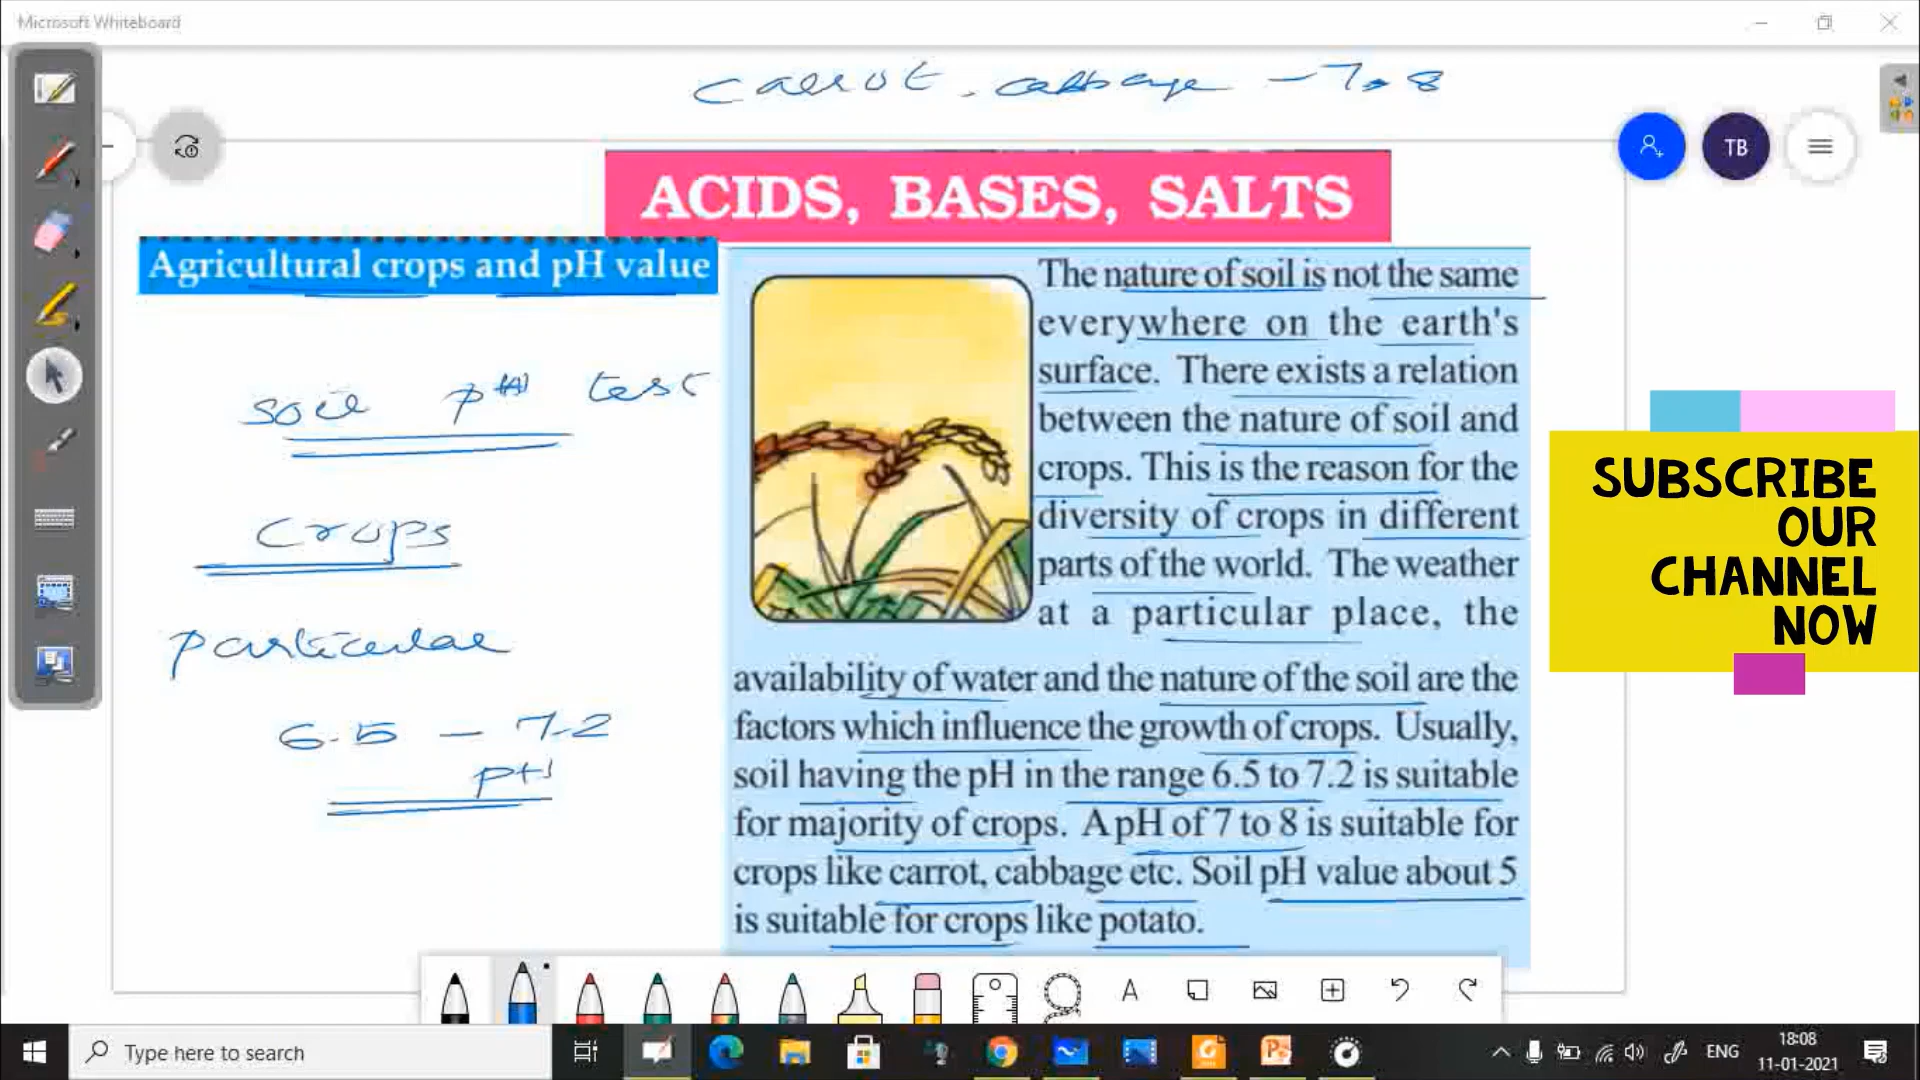 Microsoft Whiteboard
carrot, cabbage - 7.8
TB
ACIDS, BASES, SALTS
Agricultural crops and pH value
soil pH test
crops
particular
6.5 - 7.2
pH
The nature of soil is not the same
everywhere on the earth's
surface. There exists a relation
between the nature of soil and
crops. This is the reason for the
diversity of crops in different
parts of the world. The weather
at a particular place, the
availability of water and the nature of the soil are the
factors which influence the growth of crops. Usually,
soil having the pH in the range 6.5 to 7.2 is suitable
for majority of crops. A pH of 7 to 8 is suitable for
crops like carrot, cabbage etc. Soil pH value about 5
is suitable for crops like potato.
SUBSCRIBE
OUR
CHANNEL
NOW
Type here to search
ENG
18:08
11-01-2021